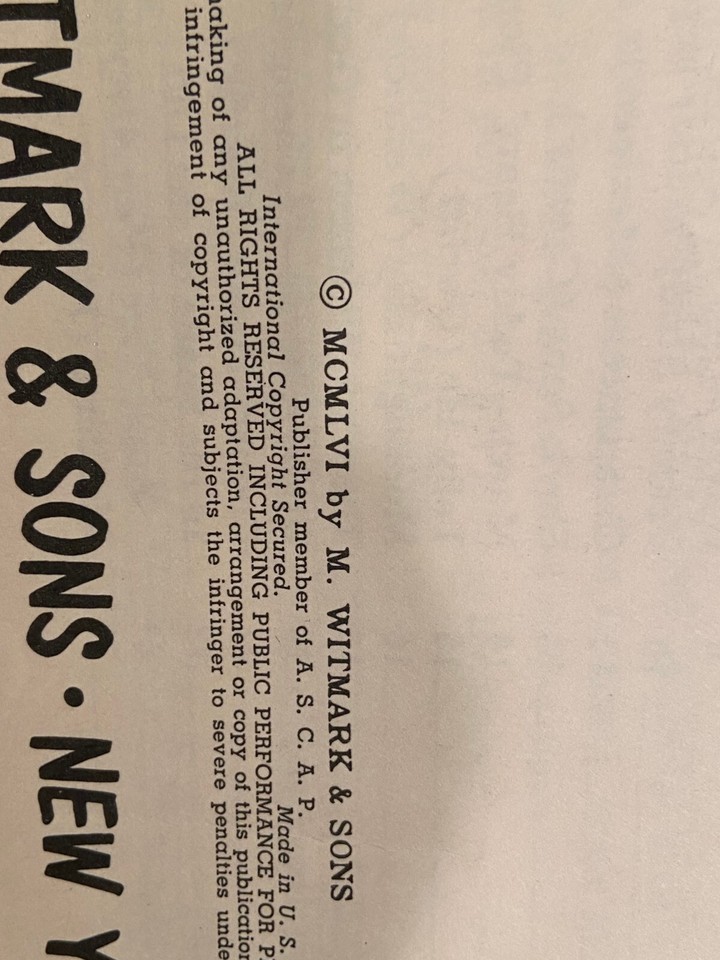 © MCMLVI by M. WITMARK & SONS
Publisher member of A. S. C. A. P.
International Copyright Secured. Made in U. S.
ALL RIGHTS RESERVED INCLUDING PUBLIC PERFORMANCE FOR
of any unauthorized adaptation, arrangement or copy of this publication
infringement of copyright and subjects the infringer to severe penalties
& SONS • NEW